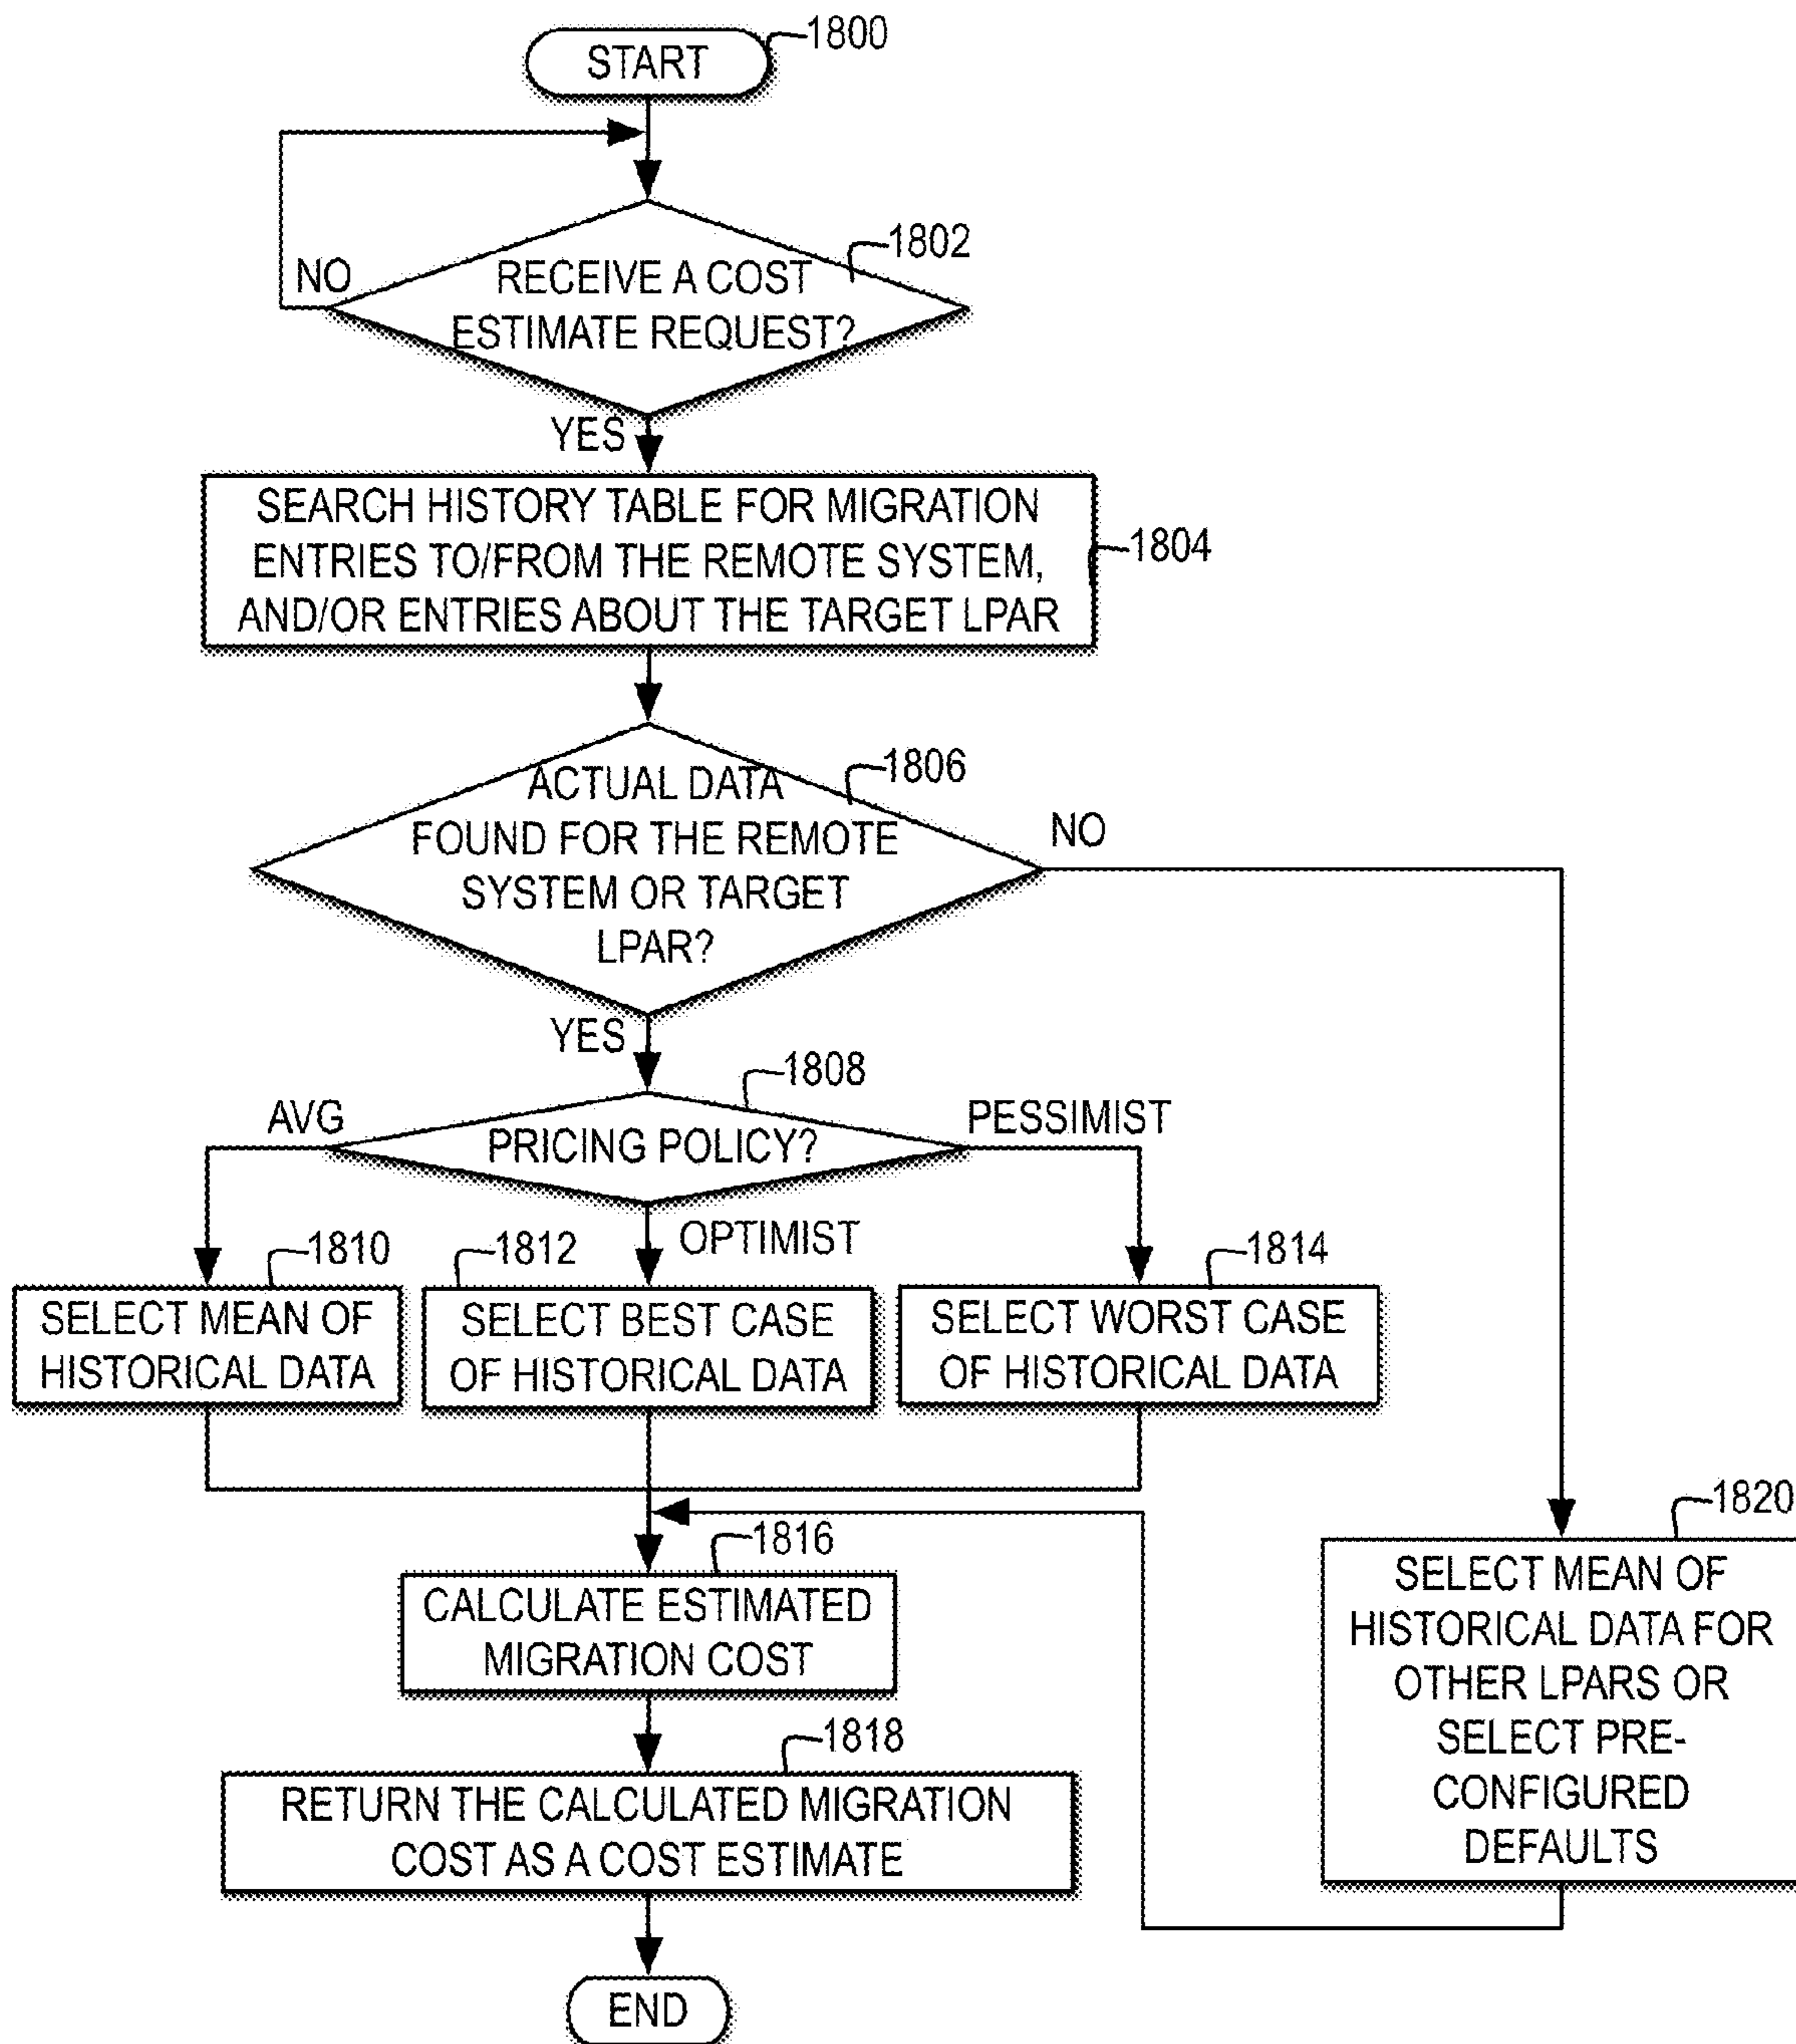 START
1800
1802
NO
RECEIVE A COST
ESTIMATE REQUEST?
YES
SEARCH HISTORY TABLE FOR MIGRATION
ENTRIES TO/FROM THE REMOTE SYSTEM,
AND/OR ENTRIES ABOUT THE TARGET LPAR
1804
1806
ACTUAL DATA
FOUND FOR THE REMOTE
SYSTEM OR TARGET
LPAR?
NO
YES
1808
AVG
PRICING POLICY?
PESSIMIST
OPTIMIST
1810
SELECT MEAN OF
HISTORICAL DATA
1812
SELECT BEST CASE
OF HISTORICAL DATA
1814
SELECT WORST CASE
OF HISTORICAL DATA
1816
CALCULATE ESTIMATED
MIGRATION COST
1818
RETURN THE CALCULATED MIGRATION
COST AS A COST ESTIMATE
1820
SELECT MEAN OF
HISTORICAL DATA FOR
OTHER LPARS OR
SELECT PRE-
CONFIGURED
DEFAULTS
END